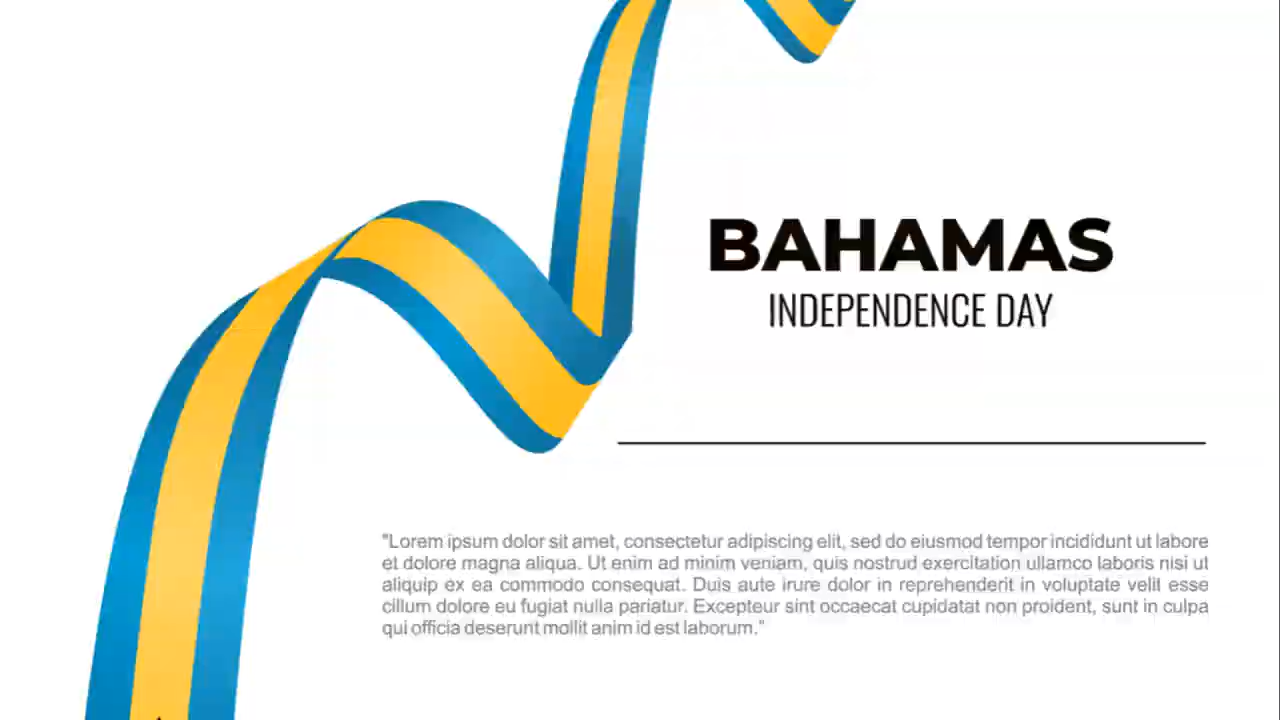 BAHAMAS
INDEPENDENCE DAY
"Lorem ipsum dolor sit amet, consectetur adipiscing elit, sed do eiusmod tempor incididunt ut labore
et dolore magna aliqua. Ut enim ad minim veniam, quis nostrud exercitation ullamco laboris nisi ut
aliquip ex ea commodo consequat. Duis aute irure dolor in reprehenderit in voluptate velit esse
cillum dolore eu fugiat nulla pariatur. Excepteur sint occaecat cupidatat non proident, sunt in culpa
qui officia deserunt mollit anim id est laborum."